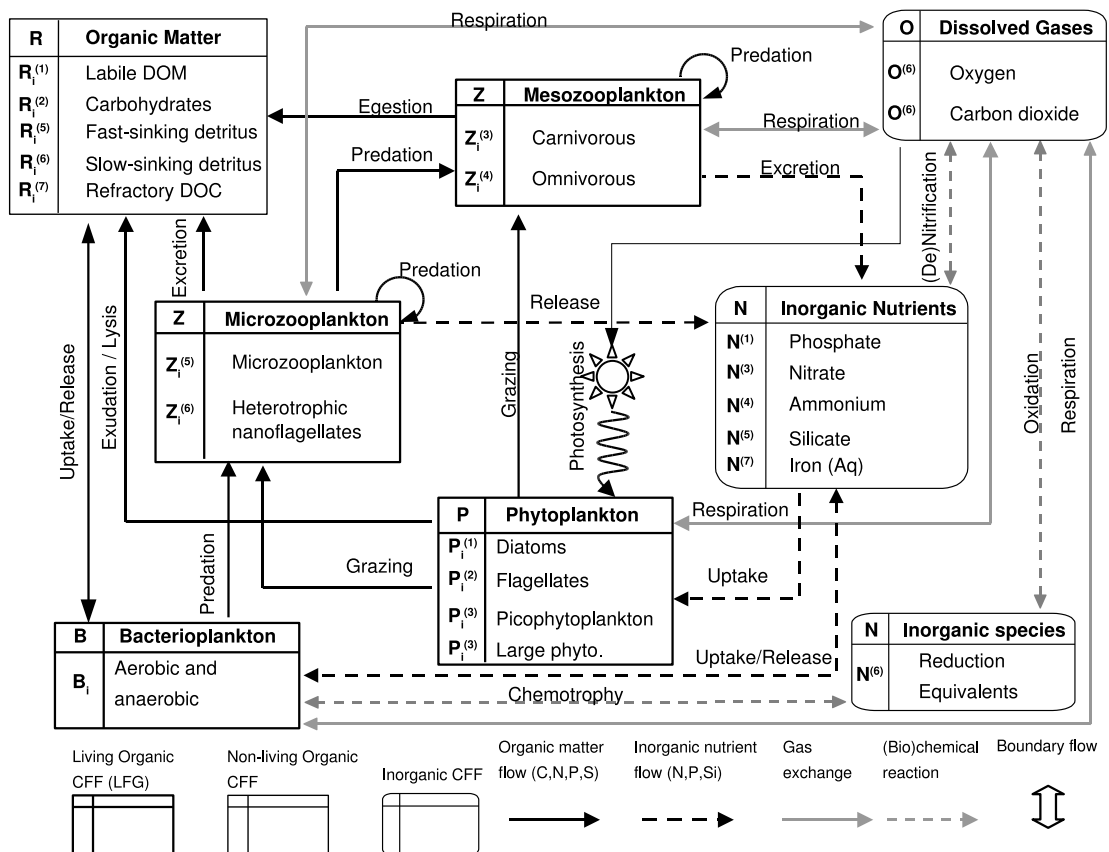 R Organic Matter
R_i^(1) Labile DOM
R_i^(2) Carbohydrates
R_i^(5) Fast-sinking detritus
R_i^(6) Slow-sinking detritus
R_i^(7) Refractory DOC
Respiration
O Dissolved Gases
O^(6) Oxygen
O^(6) Carbon dioxide
Predation
Z Mesozooplankton
Z_i^(3) Carnivorous
Z_i^(4) Omnivorous
Egestion
Predation
Respiration
Excretion
(De)Nitrification
Excretion
Predation
Release
Z Microzooplankton
Z_i^(5) Microzooplankton
Z_i^(6) Heterotrophic
nanoflagellates
N Inorganic Nutrients
N^(1) Phosphate
N^(3) Nitrate
N^(4) Ammonium
N^(5) Silicate
N^(7) Iron (Aq)
Uptake/Release
Exudation / Lysis
Grazing
Photosynthesis
Oxidation
Respiration
P Phytoplankton
P_i^(1) Diatoms
P_i^(2) Flagellates
P_i^(3) Picophytoplankton
P_i^(3) Large phyto.
Respiration
Grazing
Uptake
Predation
B Bacterioplankton
B_i Aerobic and
anaerobic
Uptake/Release
Chemotrophy
N Inorganic species
N^(6) Reduction
Equivalents
Living Organic
CFF (LFG)
Non-living Organic
CFF
Inorganic CFF
Organic matter
flow (C,N,P,S)
Inorganic nutrient
flow (N,P,Si)
Gas
exchange
(Bio)chemical
reaction
Boundary flow